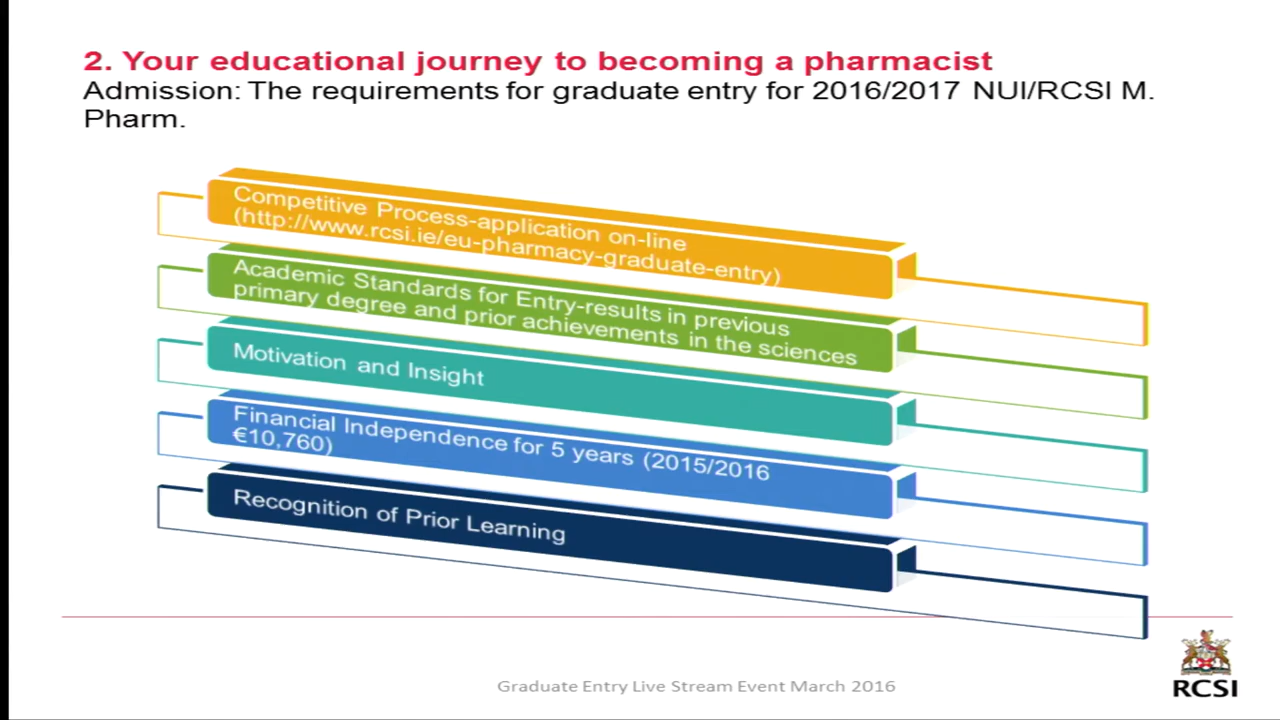 2. Your educational journey to becoming a pharmacist
Admission: The requirements for graduate entry for 2016/2017 NUI/RCSI M.
Pharm.
Competitive Process-application on-line
(http://www.rcsi.ie/eu-pharmacy-graduate-entry)
Academic Standards for Entry-results in previous
primary degree and prior achievements in the sciences
Motivation and Insight
Financial Independence for 5 years (2015/2016
€10,760)
Recognition of Prior Learning
Graduate Entry Live Stream Event March 2016
RCSI